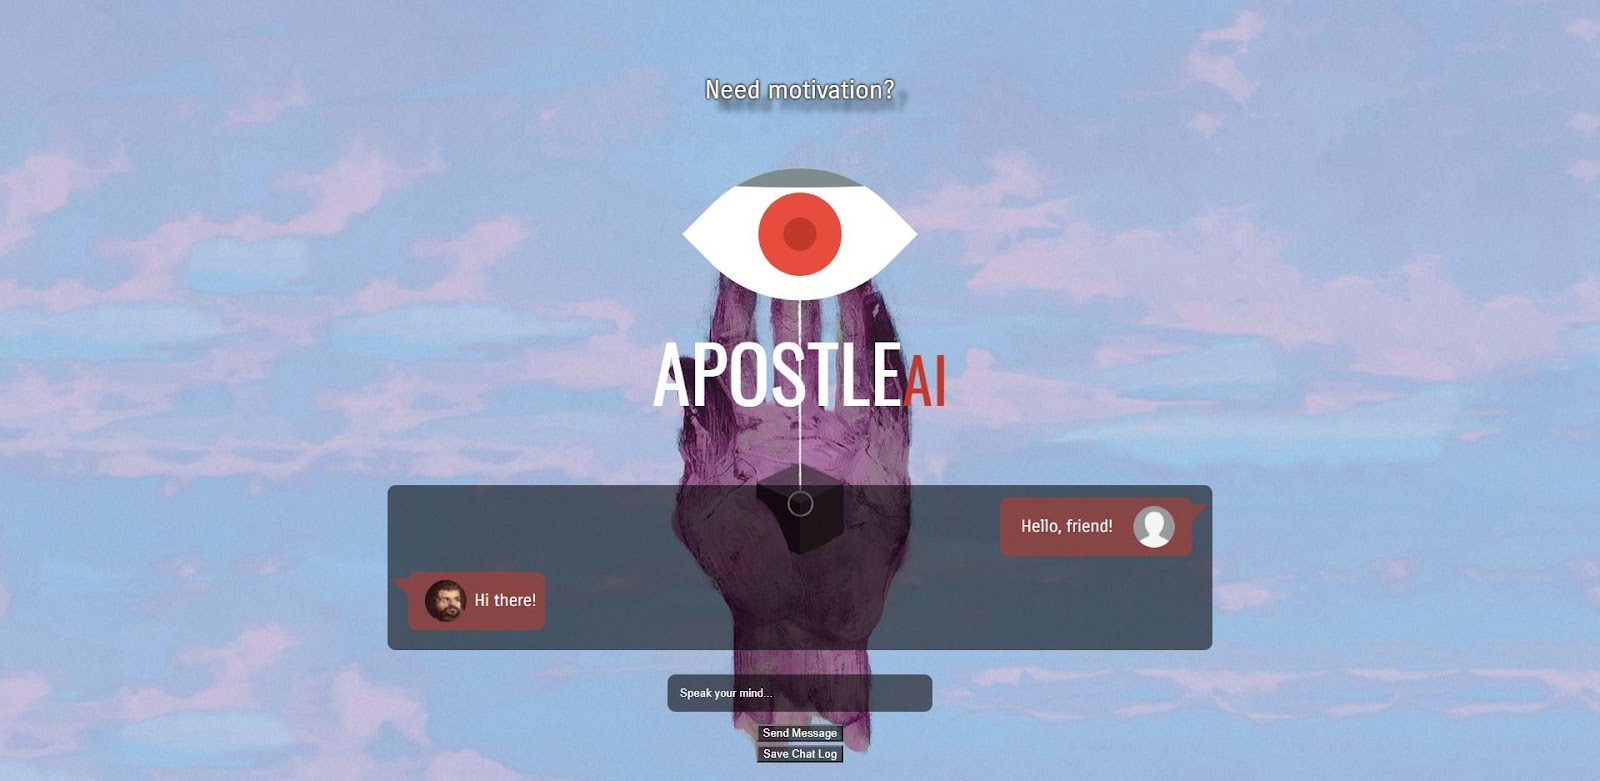 Need motivation?
APOSTLEAI
Hello, friend!
Hi there!
Speak your mind...
Send Message
Save Chat Log